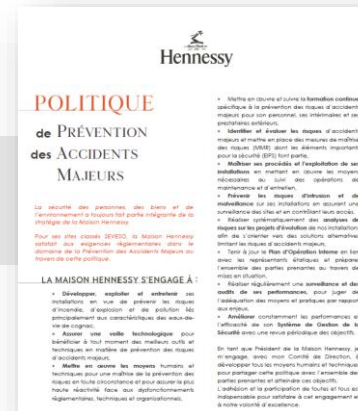 Hennessy
POLITIQUE
de PRÉVENTION
des ACCIDENTS
MAJEURS
La sécurité des personnes des biens et de
l'environnement a toujours fait partie intégrante de la
stratégie de la Maison Hennessy.
Pour ses sites classés SEVESO, la Maison Hennessy
satisfait aux exigences réglementaires dans le
domaine de la Prévention des Accidents Majeurs au
travers de cette politique.
LA MAISON HENNESSY S'ENGAGE À :
• Développer, exploiter et entretenir ses
installations en vue de prévenir les risques
d'incendie, d'explosion et de pollution liés
principalement aux caractéristiques des eaux-de-
vie de cognac,
• Assurer une veille technologique pour
bénéficier à tout moment des meilleurs outils et
techniques en matière de prévention des risques
d'accidents majeurs,
• Mettre en œuvre les moyens humains et
techniques pour une maîtrise de la prévention des
risques en toute circonstance et pour assurer la plus
haute réactivité face aux dysfonctionnements
réglementaires, techniques et organisationnels,
• Mettre en œuvre et suivre la formation continue
spécifique à la prévention des risques d'accidents
majeurs pour son personnel, ses intérimaires et ses
prestataires extérieurs,
• Identifier et évaluer les risques d'accidents
majeurs et mettre en place des mesures de maîtrise
des risques (MMR) dont les éléments importants
pour la sécurité (EIPS) font partie,
• Maîtriser ses procédés et l'exploitation de ses
installations en mettant en œuvre les moyens
nécessaires au suivi des opérations de
maintenance et d'entretien,
• Prévenir les risques d'intrusion et de
malveillance sur ses installations en assurant une
surveillance des sites et en contrôlant leurs accès,
• Réaliser systématiquement des analyses de
risques sur les projets d'évolution de nos installations
afin de s'orienter vers des solutions alternatives
limitant les risques d'accidents majeurs,
• Tenir à jour le Plan d'Opération Interne en lien
avec les représentants étatiques et prépare
l'ensemble des parties prenantes au travers de
mises en situation,
• Réaliser régulièrement une surveillance et des
audits de ses performances, pour juger de
l'adéquation des moyens et pratiques par rapport
aux enjeux,
• Améliorer constamment les performances et
l'efficacité de son Système de Gestion de la
Sécurité avec une revue périodique des objectifs.
En tant que Président de la Maison Hennessy, je
m'engage, avec mon Comité de Direction, à
développer tous les moyens humains et techniques
pour partager cette politique avec l'ensemble des
parties prenantes et atteindre ces objectifs.
L'adhésion et la participation de toutes et tous est
indispensable pour satisfaire à cet engagement et
à notre volonté d'excellence.